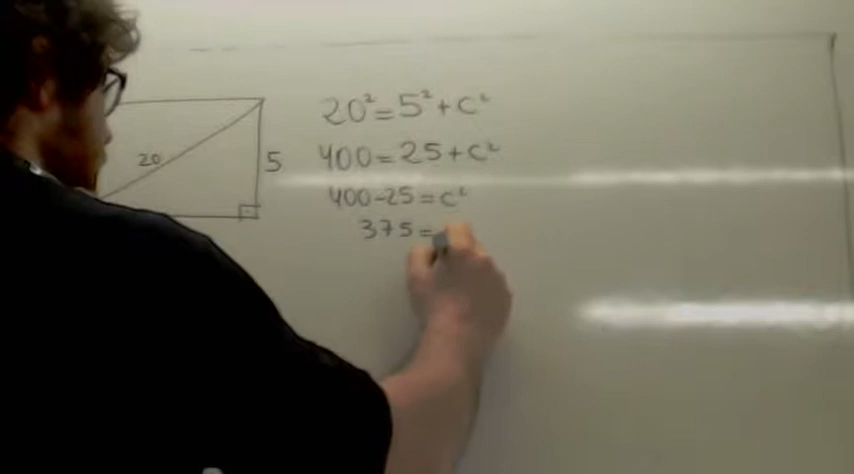 20
5
20² = 5² + c²
400 = 25 + c²
400 - 25 = c²
375 =